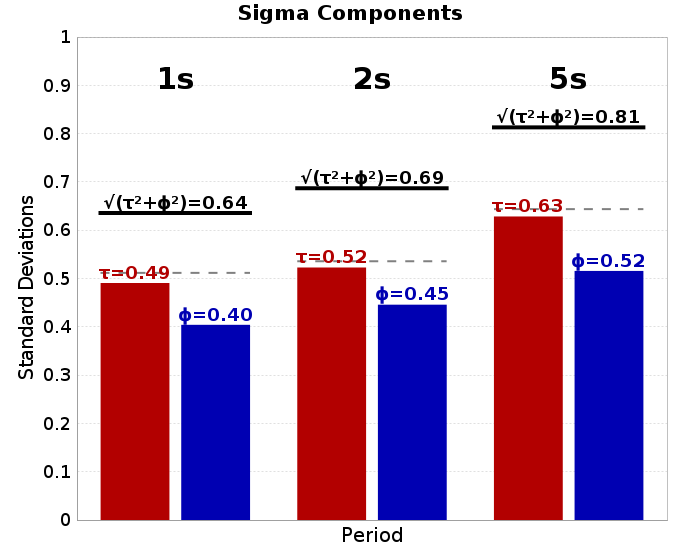 Sigma Components
1s 2s 5s
√(τ²+ϕ²)=0.64
√(τ²+ϕ²)=0.69
√(τ²+ϕ²)=0.81
τ=0.49
ϕ=0.40
τ=0.52
ϕ=0.45
τ=0.63
ϕ=0.52
Standard Deviations
1
0.9
0.8
0.7
0.6
0.5
0.4
0.3
0.2
0.1
0
Period